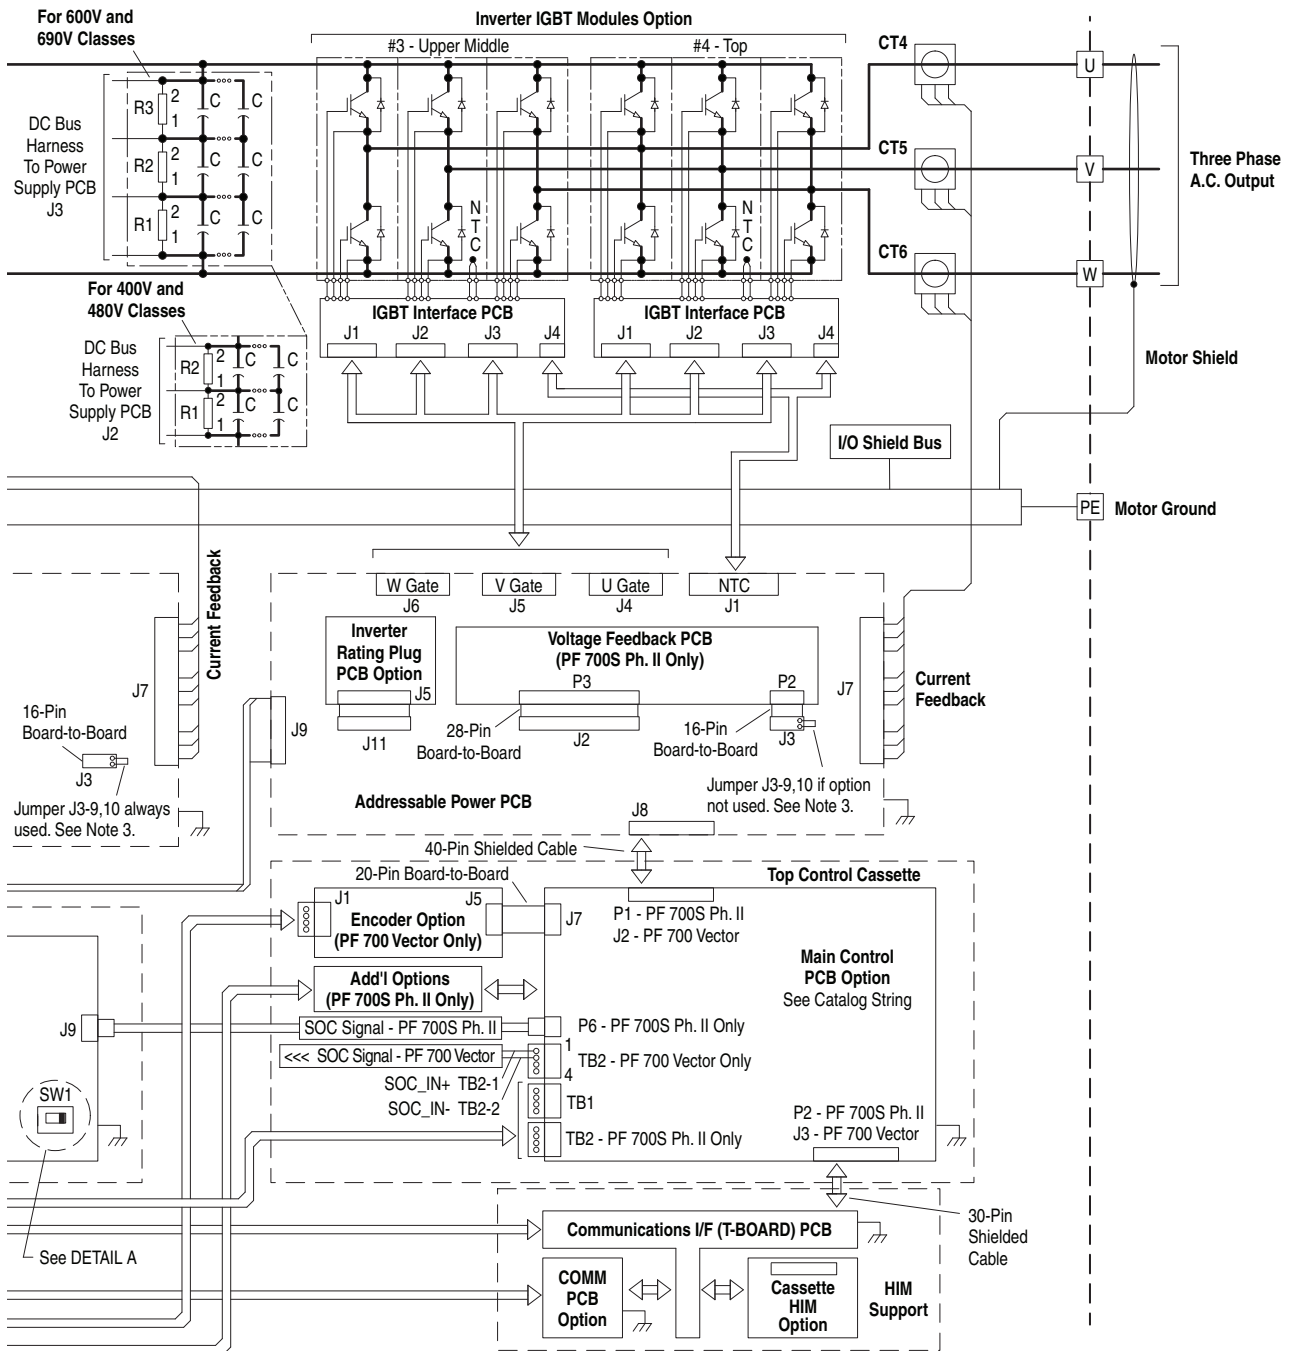 For 600V and
690V Classes
Inverter IGBT Modules Option
#3 - Upper Middle
#4 - Top
CT4
U
R3
2
1
C
C
DC Bus
Harness
To Power
Supply PCB
J3
R2
2
1
C
C
R1
2
1
C
C
CT5
V
Three Phase
A.C. Output
N
T
C
N
T
C
CT6
W
For 400V and
480V Classes
IGBT Interface PCB
J1
J2
J3
J4
IGBT Interface PCB
J1
J2
J3
J4
DC Bus
Harness
To Power
Supply PCB
J2
R2
2
1
C
C
R1
2
1
C
C
Motor Shield
I/O Shield Bus
PE
Motor Ground
Current Feedback
W Gate
J6
V Gate
J5
U Gate
J4
NTC
J1
Inverter
Rating Plug
PCB Option
J5
J11
Voltage Feedback PCB
(PF 700S Ph. II Only)
P3
P2
28-Pin
Board-to-Board
J2
16-Pin
Board-to-Board
J3
J7
Current
Feedback
J7
16-Pin
Board-to-Board
J3
Jumper J3-9,10 always
used. See Note 3.
J9
Jumper J3-9,10 if option
not used. See Note 3.
Addressable Power PCB
J8
40-Pin Shielded Cable
20-Pin Board-to-Board
Top Control Cassette
J1
J5
Encoder Option
(PF 700 Vector Only)
J7
P1 - PF 700S Ph. II
J2 - PF 700 Vector
Main Control
PCB Option
See Catalog String
Add'l Options
(PF 700S Ph. II Only)
J9
SOC Signal - PF 700S Ph. II
P6 - PF 700S Ph. II Only
<<< SOC Signal - PF 700 Vector
1
4
TB2 - PF 700 Vector Only
SOC_IN+ TB2-1
SOC_IN- TB2-2
TB1
TB2 - PF 700S Ph. II Only
SW1
P2 - PF 700S Ph. II
J3 - PF 700 Vector
See DETAIL A
30-Pin
Shielded
Cable
Communications I/F (T-BOARD) PCB
COMM
PCB
Option
Cassette
HIM
Option
HIM
Support